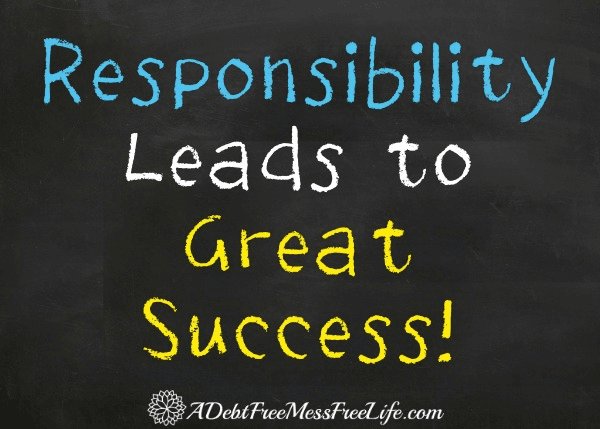 Responsibility
Leads to
Great
Success!
ADebtFreeMessFreeLife.com